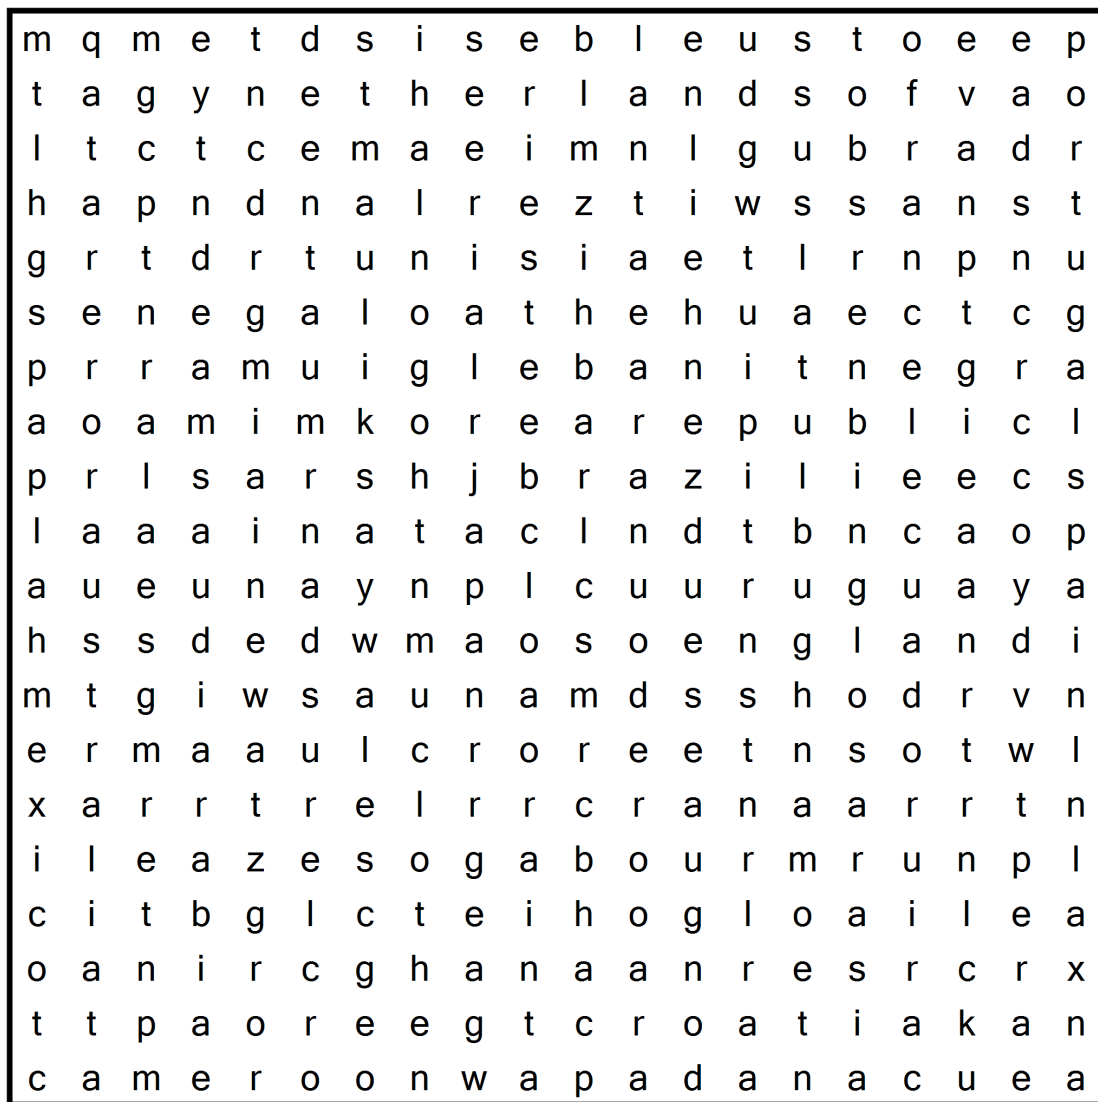 m q m e t d s i s e b l e u s t o e e p
t a g y n e t h e r l a n d s o f v a o
l t c t c e m a e i m n l g u b r a d r
h a p n d n a l r e z t i w s s a n s t
g r t d r t u n i s i a e t l r n p n u
s e n e g a l o a t h e h u a e c t c g
p r r a m u i g l e b a n i t n e g r a
a o a m i m k o r e a r e p u b l i c l
p r l s a r s h j b r a z i l i e e c s
l a a a i n a t a c l n d t b n c a o p
a u e u n a y n p l c u u r u g u a y a
h s s d e d w m a o s o e n g l a n d i
m t g i w s a u n a m d s s h o d r v n
e r m a a u l c r o r e e t n s o t w l
x a r r t r e l r r c r a n a a r r t n
i l e a z e s o g a b o u r m r u n p l
c i t b g l c t e i h o g l o a i l e a
o a n i r c g h a n a a n r e s r c r x
t t p a o r e e g t c r o a t i a k a n
c a m e r o o n w a p a d a n a c u e a